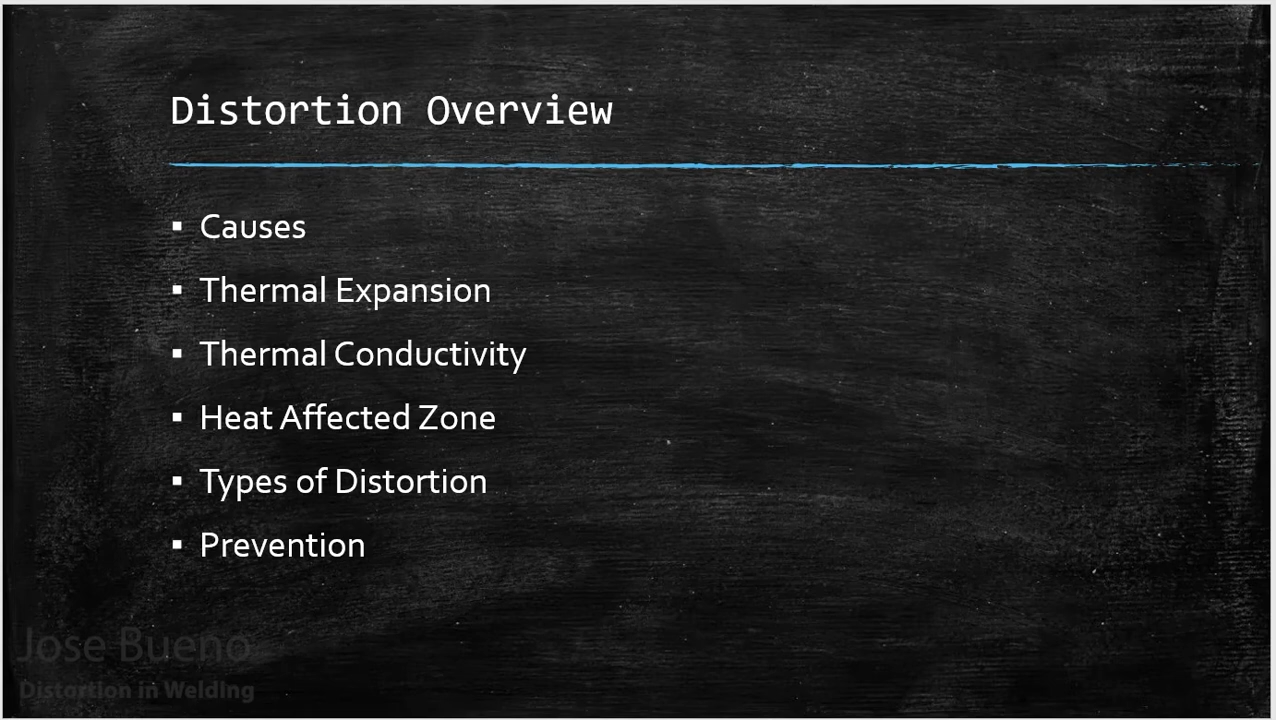 Distortion Overview
▪ Causes
▪ Thermal Expansion
▪ Thermal Conductivity
▪ Heat Affected Zone
▪ Types of Distortion
▪ Prevention
Jose Bueno
Distortion in Welding